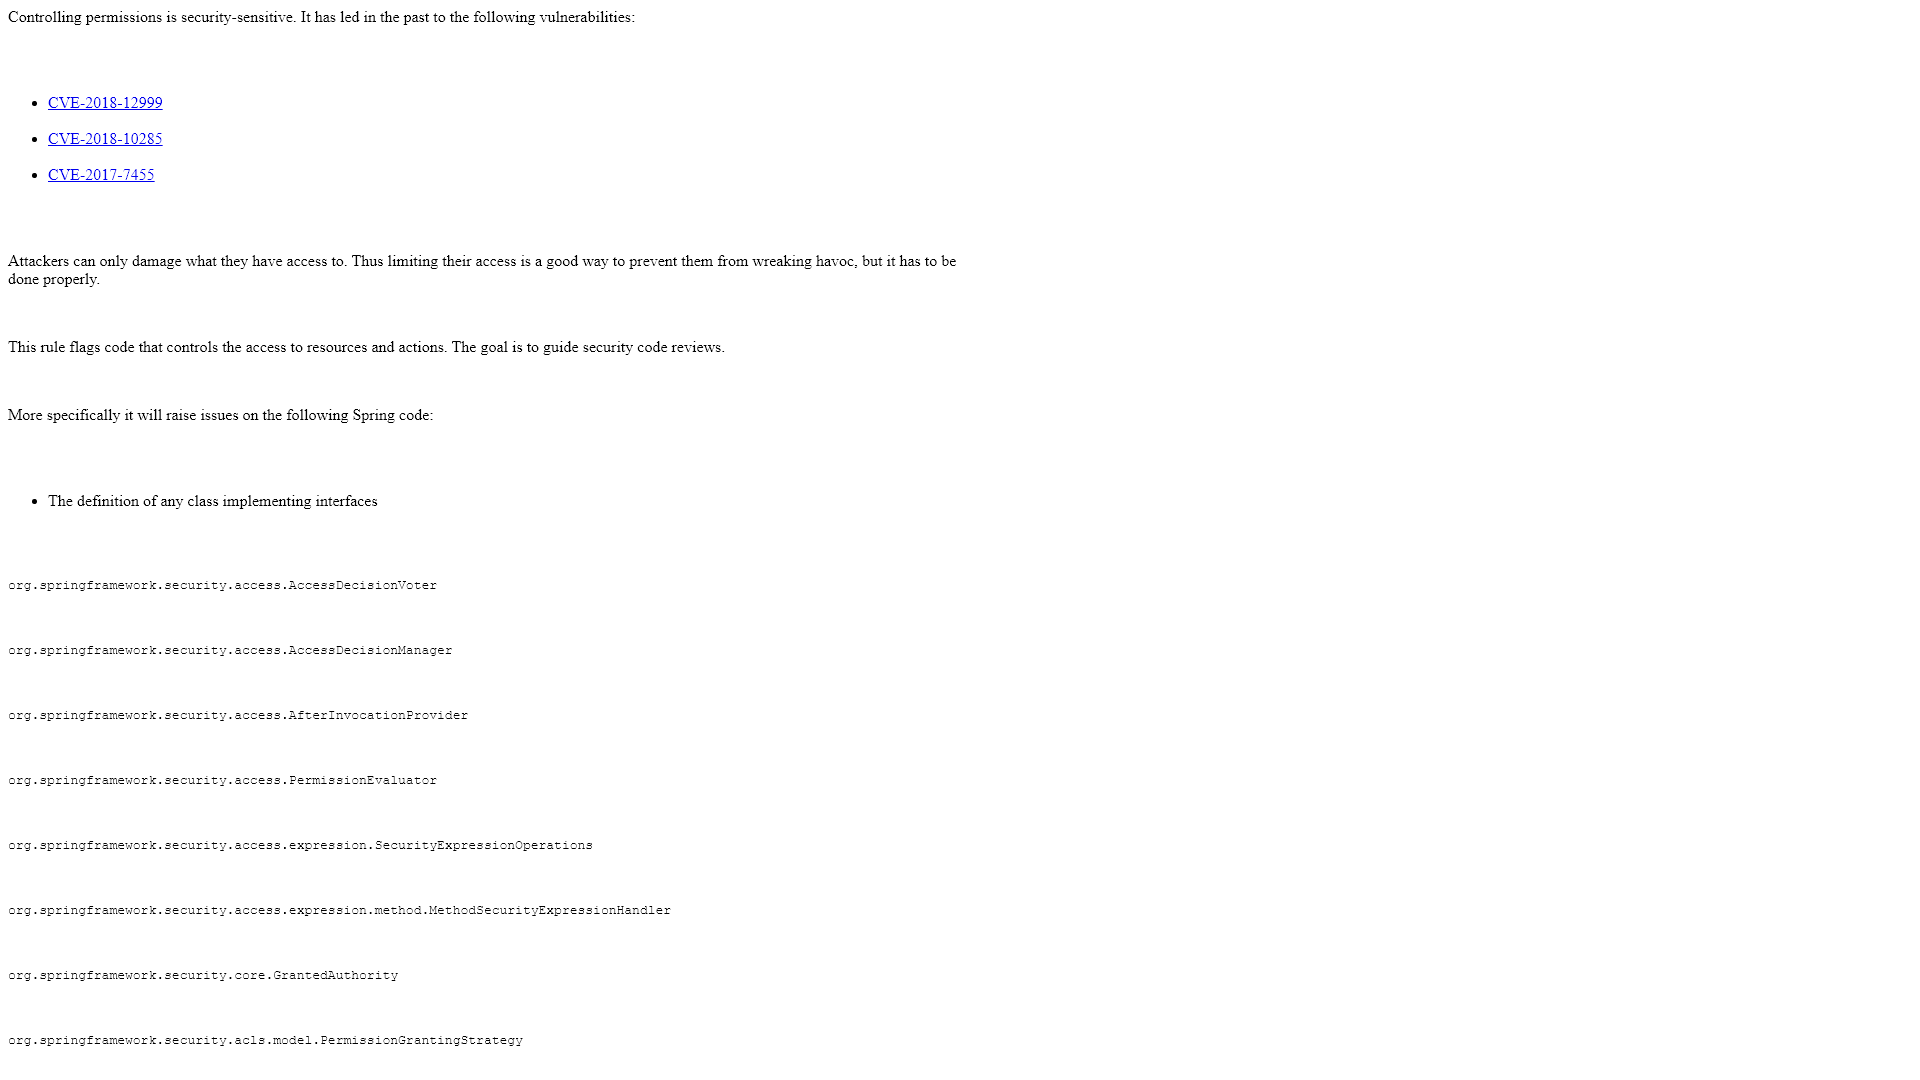 Controlling permissions is security-sensitive. It has led in the past to the following vulnerabilities:
• CVE-2018-12999
• CVE-2018-10285
• CVE-2017-7455
Attackers can only damage what they have access to. Thus limiting their access is a good way to prevent them from wreaking havoc, but it has to be
done properly.
This rule flags code that controls the access to resources and actions. The goal is to guide security code reviews.
More specifically it will raise issues on the following Spring code:
• The definition of any class implementing interfaces
org.springframework.security.access.AccessDecisionVoter
org.springframework.security.access.AccessDecisionManager
org.springframework.security.access.AfterInvocationProvider
org.springframework.security.access.PermissionEvaluator
org.springframework.security.access.expression.SecurityExpressionOperations
org.springframework.security.access.expression.method.MethodSecurityExpressionHandler
org.springframework.security.core.GrantedAuthority
org.springframework.security.acls.model.PermissionGrantingStrategy